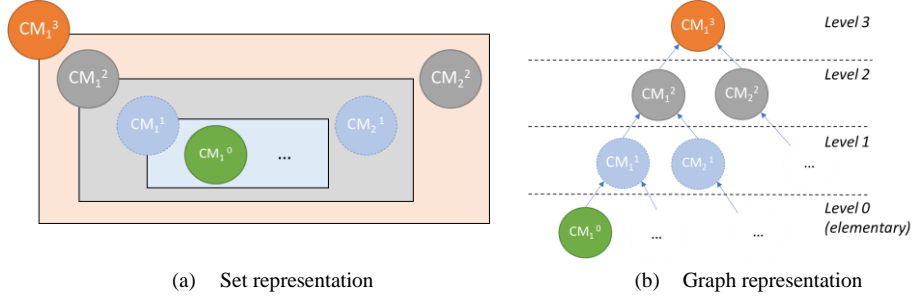 CM₁³
CM₁²
CM₂²
CM₁¹
CM₂¹
CM₁⁰
...
(a) Set representation
CM₁³
Level 3
CM₁²
CM₂²
Level 2
CM₁¹
CM₂¹
...
Level 1
CM₁⁰
...
...
Level 0
(elementary)
(b) Graph representation